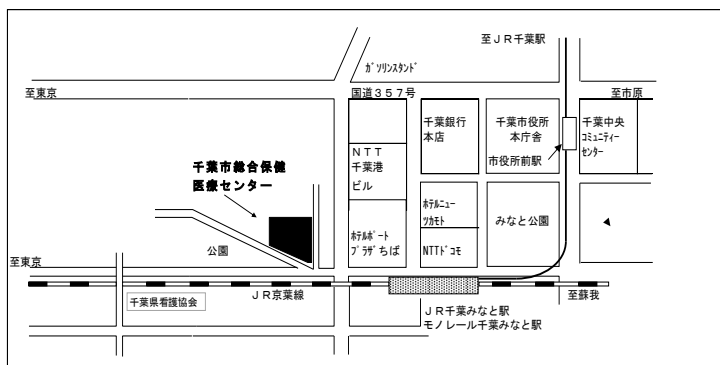 至ＪＲ千葉駅
ｶﾞｿﾘﾝｽﾀﾝﾄﾞ
至東京
国道３５７号
至市原
千葉銀行
本店
千葉市役所
本庁舎
千葉中央
ｺﾐｭﾆﾃｨｰ
ｾﾝﾀｰ
市役所前駅
ＮＴＴ
千葉港
ビル
千葉市総合保健
医療センター
ﾎﾃﾙﾆｭｰ
ﾂｶﾓﾄ
みなと公園
公園
ﾎﾃﾙﾎﾟｰﾄ
ﾌﾟﾗｻﾞちば
NTTﾄﾞｺﾓ
至東京
千葉県看護協会
ＪＲ京葉線
至蘇我
ＪＲ千葉みなと駅
モノレール千葉みなと駅